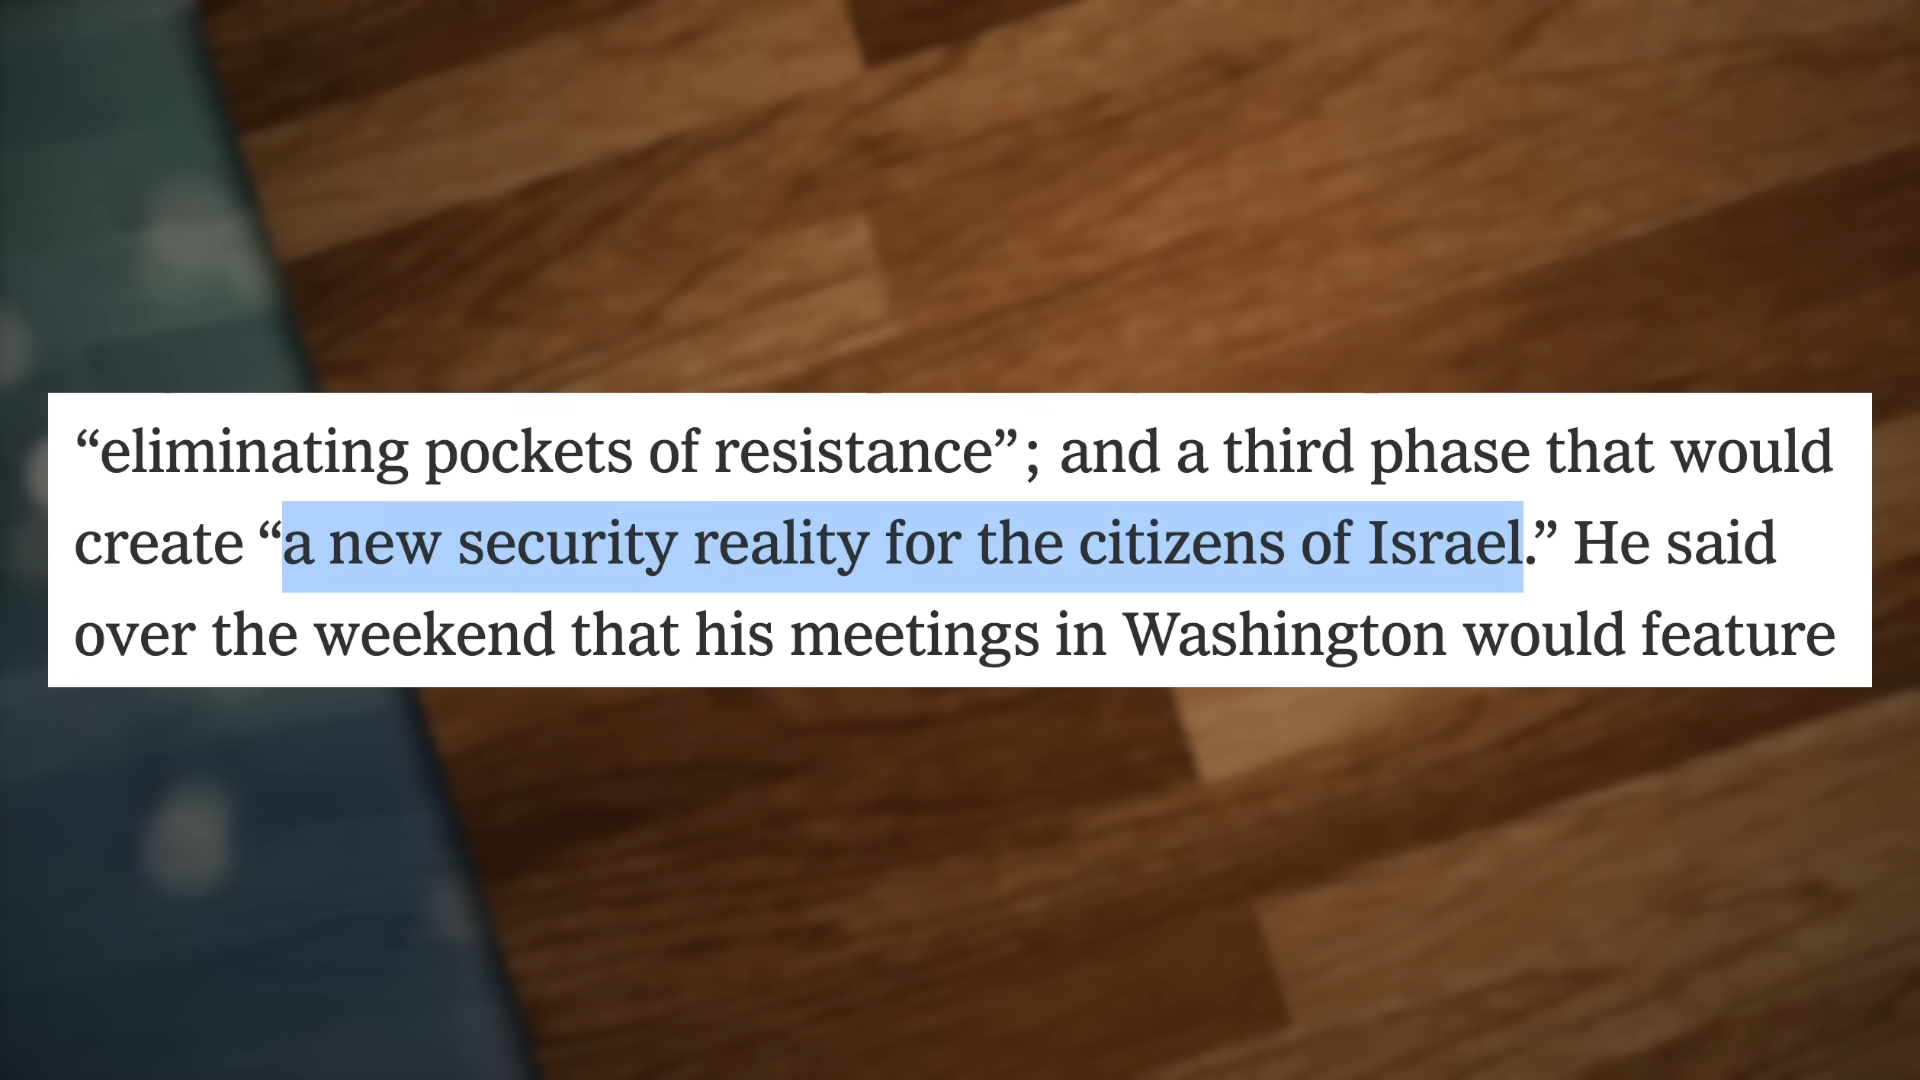 “eliminating pockets of resistance”; and a third phase that would
create “a new security reality for the citizens of Israel.” He said
over the weekend that his meetings in Washington would feature